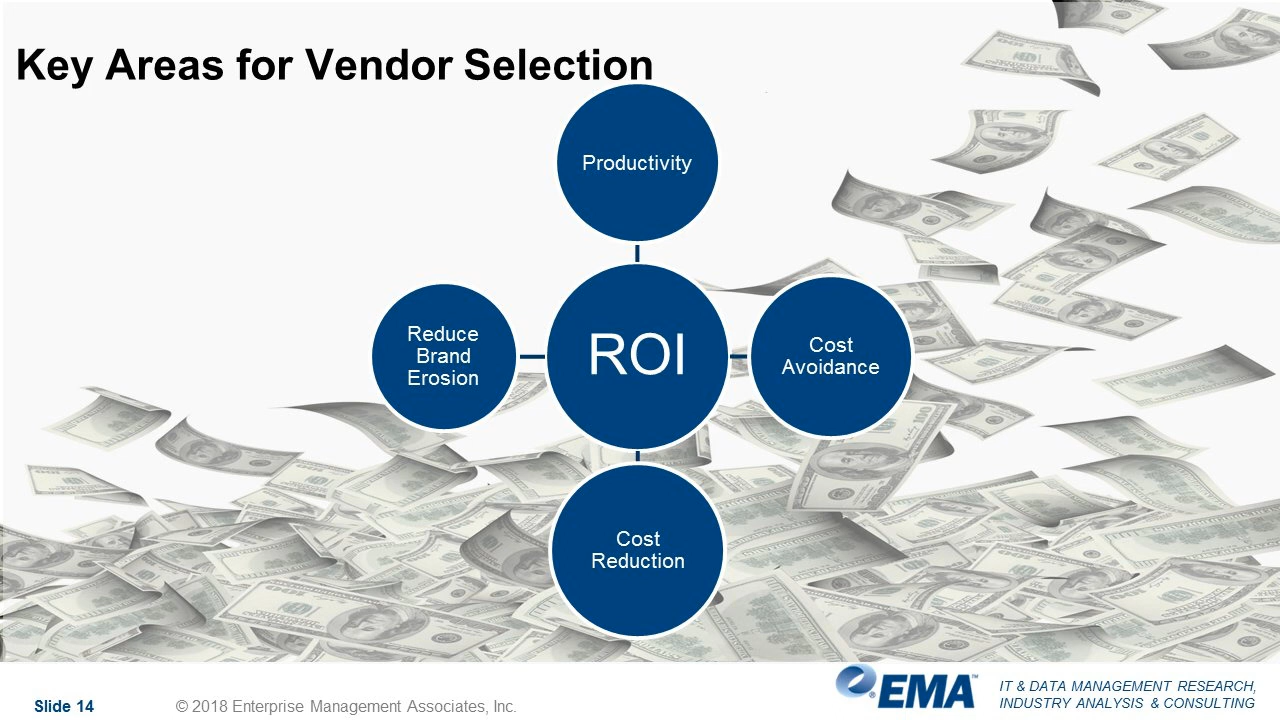 Key Areas for Vendor Selection
Productivity
Reduce
Brand
Erosion
ROI
Cost
Avoidance
Cost
Reduction
Slide 14
© 2018 Enterprise Management Associates, Inc.
® EMA ™
IT & DATA MANAGEMENT RESEARCH,
INDUSTRY ANALYSIS & CONSULTING